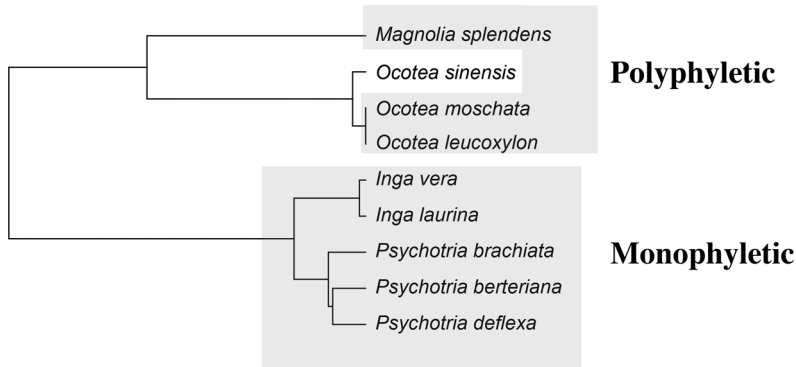 Magnolia splendens
Ocotea sinensis
Polyphyletic
Ocotea moschata
Ocotea leucoxylon
Inga vera
Inga laurina
Psychotria brachiata
Monophyletic
Psychotria berteriana
Psychotria deflexa